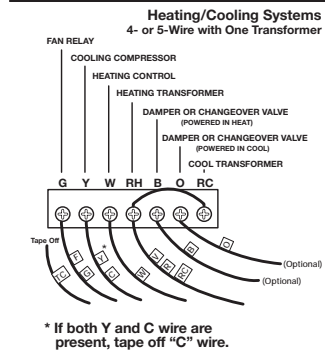 Heating/Cooling Systems
4- or 5-Wire with One Transformer
FAN RELAY
COOLING COMPRESSOR
HEATING CONTROL
HEATING TRANSFORMER
DAMPER OR CHANGEOVER VALVE
(POWERED IN HEAT)
DAMPER OR CHANGEOVER VALVE
(POWERED IN COOL)
COOL TRANSFORMER
G Y W RH B O RC
Tape Off
TC F G Y * C W V R RC B O
(Optional)
(Optional)
* If both Y and C wire are
present, tape off “C” wire.